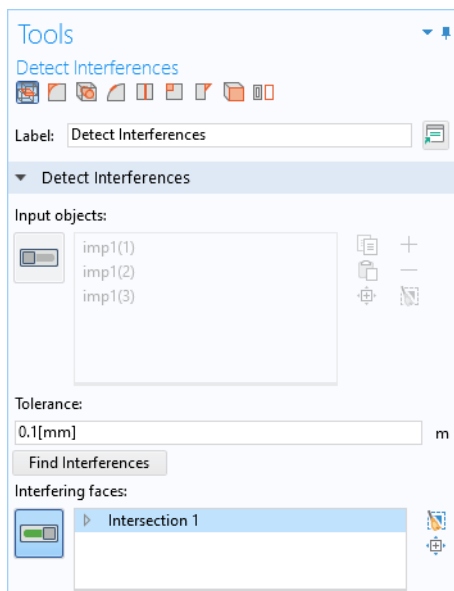 Tools
Detect Interferences
Label: Detect Interferences
Detect Interferences
Input objects:
imp1(1)
imp1(2)
imp1(3)
Tolerance:
0.1[mm] m
Find Interferences
Interfering faces:
Intersection 1